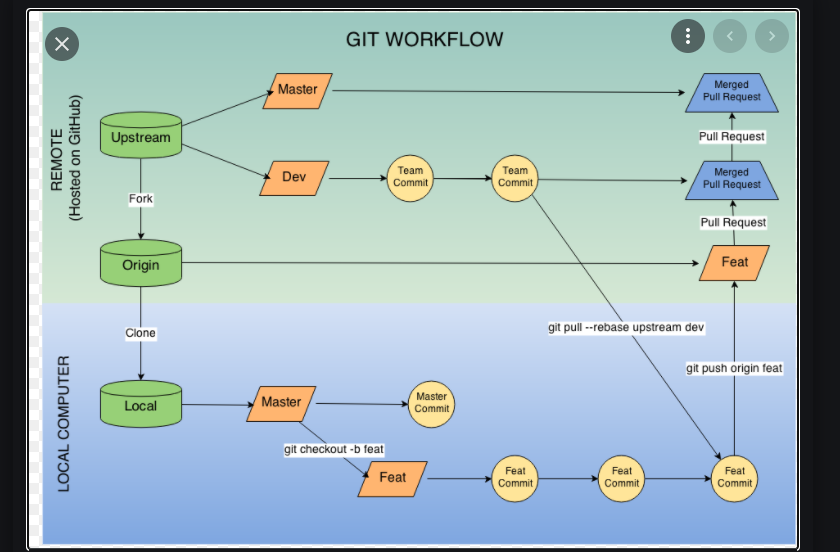 GIT WORKFLOW
REMOTE
(Hosted on GitHub)
Upstream
Master
Merged
Pull Request
Pull Request
Dev
Team
Commit
Team
Commit
Merged
Pull Request
Fork
Pull Request
Origin
Feat
LOCAL COMPUTER
Clone
git pull --rebase upstream dev
git push origin feat
Local
Master
Master
Commit
git checkout -b feat
Feat
Feat
Commit
Feat
Commit
Feat
Commit